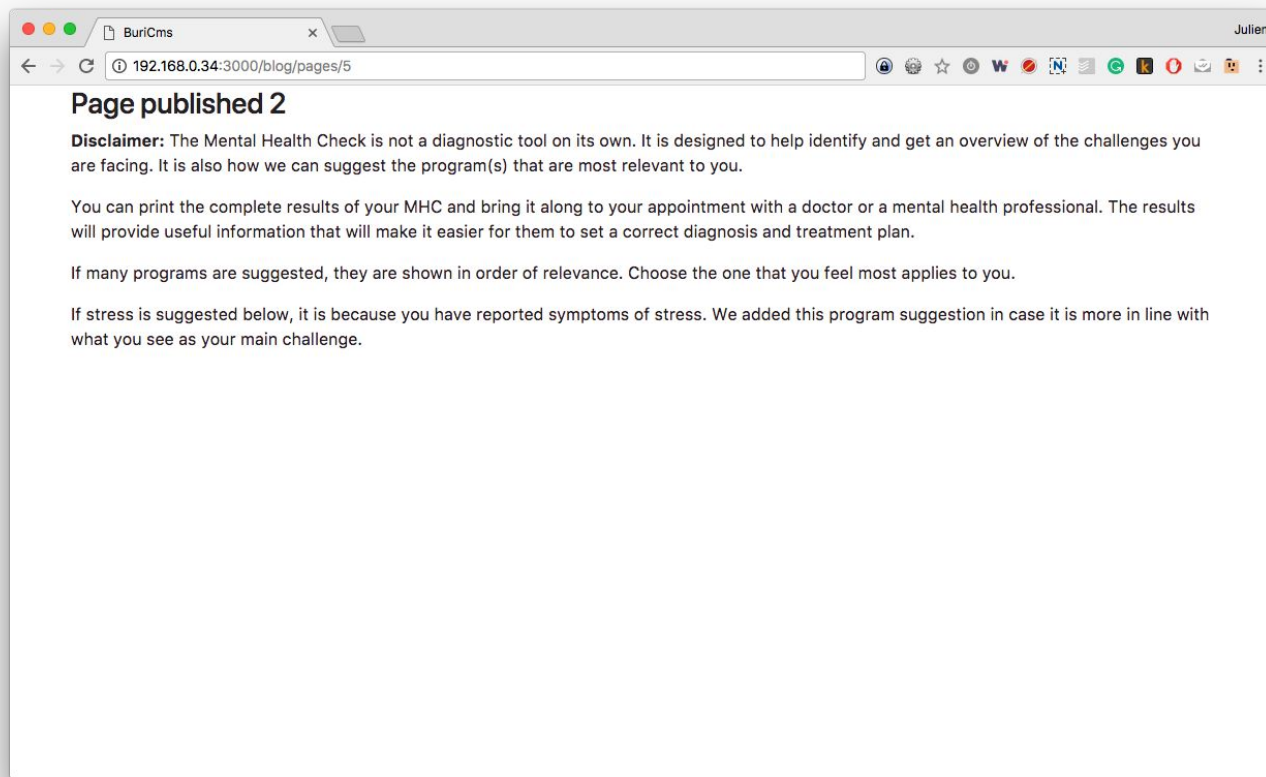 BuriCms
Julien
192.168.0.34:3000/blog/pages/5
Page published 2
Disclaimer: The Mental Health Check is not a diagnostic tool on its own. It is designed to help identify and get an overview of the challenges you
are facing. It is also how we can suggest the program(s) that are most relevant to you.
You can print the complete results of your MHC and bring it along to your appointment with a doctor or a mental health professional. The results
will provide useful information that will make it easier for them to set a correct diagnosis and treatment plan.
If many programs are suggested, they are shown in order of relevance. Choose the one that you feel most applies to you.
If stress is suggested below, it is because you have reported symptoms of stress. We added this program suggestion in case it is more in line with
what you see as your main challenge.